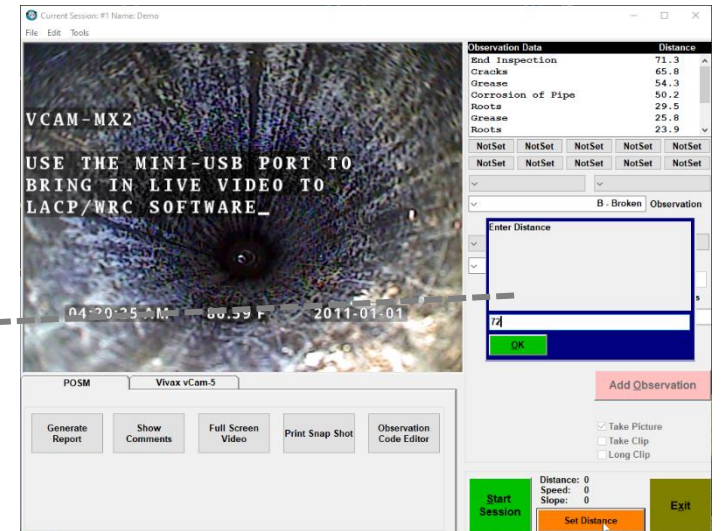 Current Session: #1 Name: Demo
File Edit Tools
VCAM-MX2
USE THE MINI-USB PORT TO
BRING IN LIVE VIDEO TO
LACP/WRC SOFTWARE_
2011-01-01
POSM Vivax vCam-5
Generate Report
Show Comments
Full Screen Video
Print Snap Shot
Observation Code Editor
Observation Data Distance
End Inspection 71.3
Cracks 65.8
Grease 54.3
Corrosion of Pipe 50.2
Roots 29.5
Grease 25.8
Roots 23.9
NotSet NotSet NotSet NotSet NotSet
NotSet NotSet NotSet NotSet NotSet
B - Broken Observation
Enter Distance
72
OK
Add Observation
Take Picture
Take Clip
Long Clip
Start Session
Distance: 0
Speed: 0
Slope: 0
Set Distance
Exit